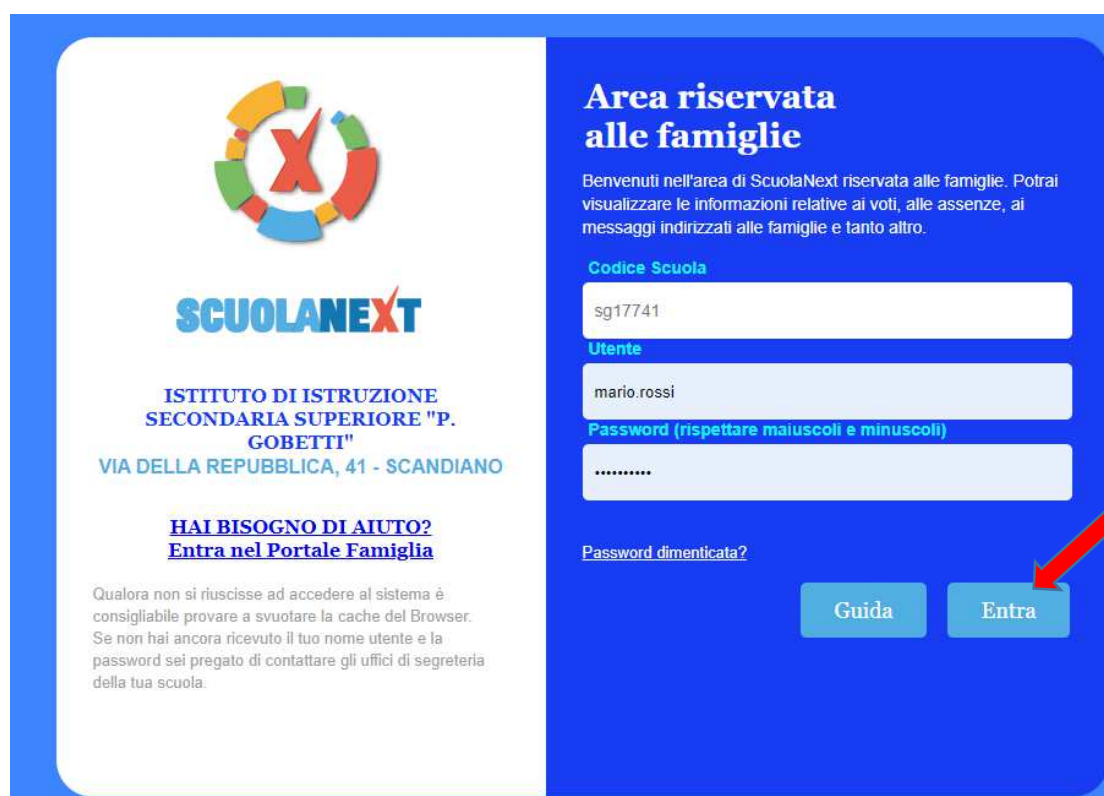 SCUOLANEXT
ISTITUTO DI ISTRUZIONE
SECONDARIA SUPERIORE "P.
GOBETTI"
VIA DELLA REPUBBLICA, 41 - SCANDIANO
HAI BISOGNO DI AIUTO?
Entra nel Portale Famiglia
Qualora non si riuscisse ad accedere al sistema è
consigliabile provare a svuotare la cache del Browser.
Se non hai ancora ricevuto il tuo nome utente e la
password sei pregato di contattare gli uffici di segreteria
della tua scuola.
Area riservata
alle famiglie
Benvenuti nell'area di ScuolaNext riservata alle famiglie. Potrai
visualizzare le informazioni relative ai voti, alle assenze, ai
messaggi indirizzati alle famiglie e tanto altro.
Codice Scuola
sg17741
Utente
mario.rossi
Password (rispettare maiuscoli e minuscoli)
••••••••••
Password dimenticata?
Guida Entra